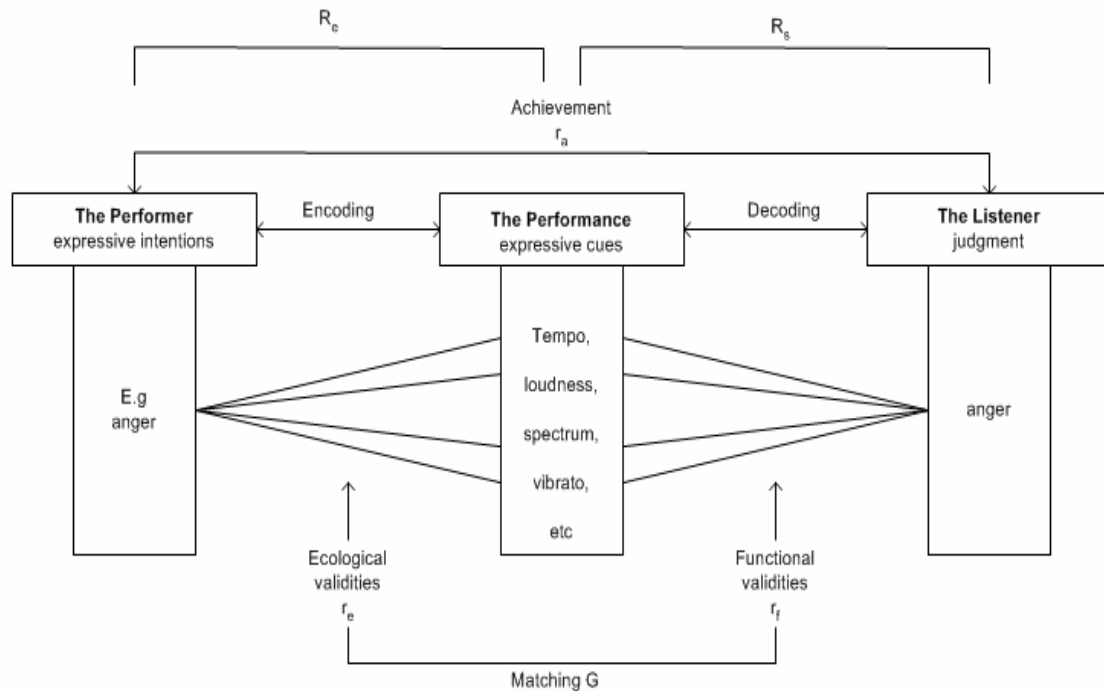 R_e
R_s
Achievement
r_a
The Performer
expressive intentions
Encoding
The Performance
expressive cues
Decoding
The Listener
judgment
E.g
anger
Tempo,
loudness,
spectrum,
vibrato,
etc
anger
Ecological
validities
r_e
Functional
validities
r_f
Matching G